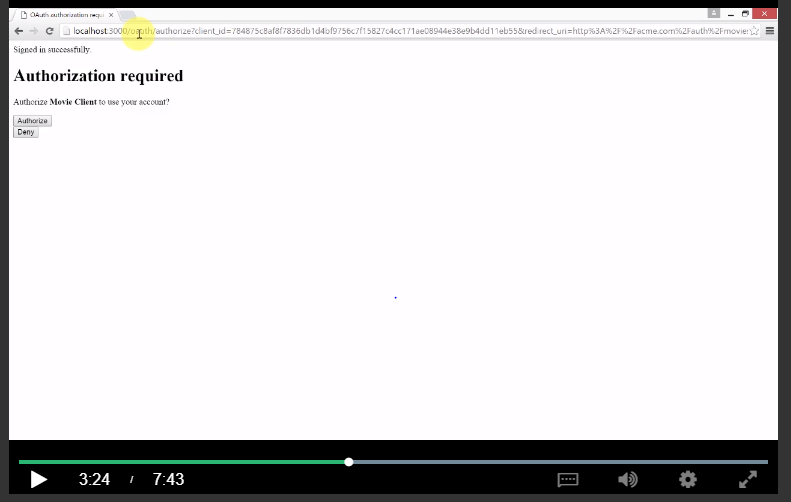 OAuth authorization requi
localhost:3000/oauth/authorize?client_id=784875c8af8f7836db1d4bf9756c7f15827c4cc171ae08944e38e9b4dd11eb55&redirect_uri=http%3A%2F%2Facme.com%2Fauth%2Fmovie
Signed in successfully.
Authorization required
Authorize Movie Client to use your account?
Authorize
Deny
3:24 / 7:43